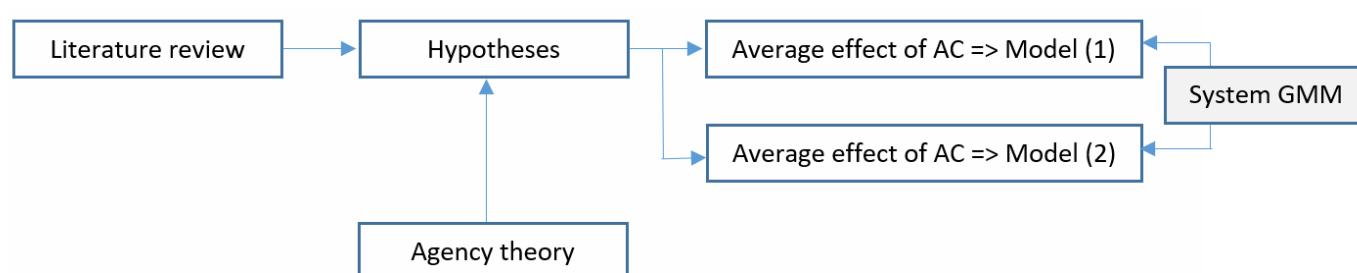 Literature review
Hypotheses
Average effect of AC => Model (1)
System GMM
Average effect of AC => Model (2)
Agency theory